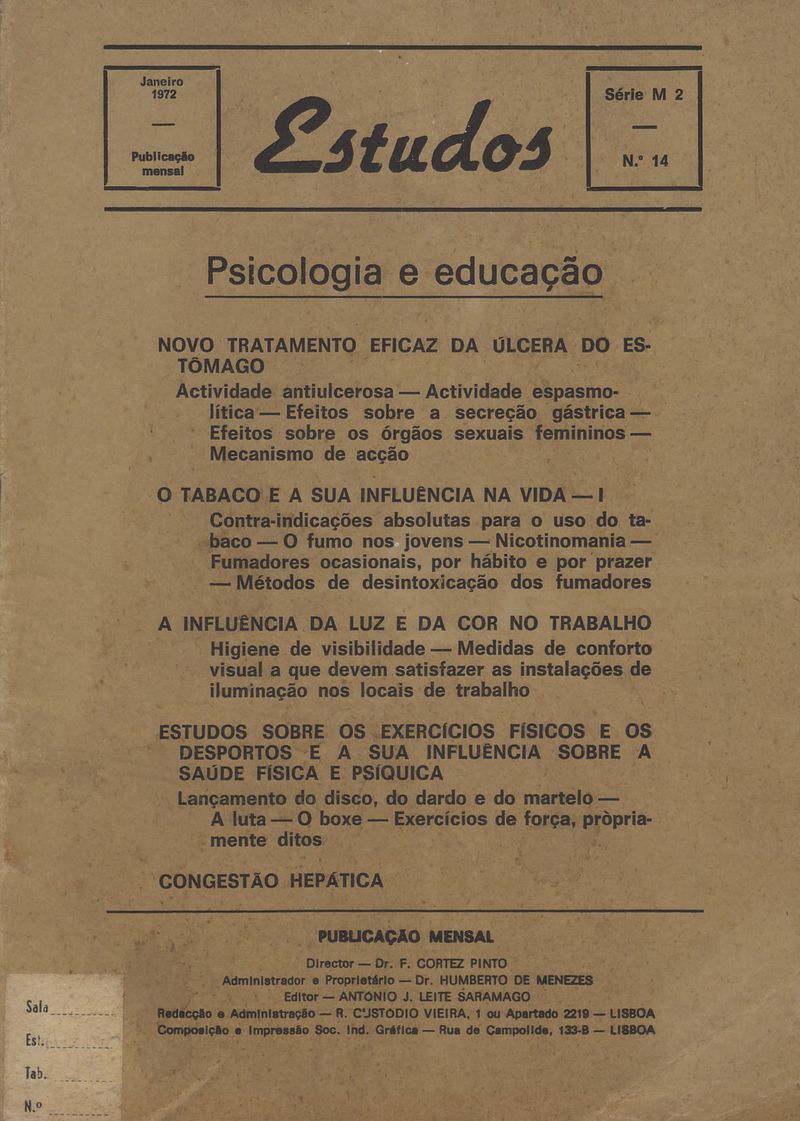 Janeiro
1972
—
Publicação
mensal
Estudos
Série M 2
—
N.º 14
Psicologia e educação
NOVO TRATAMENTO EFICAZ DA ÚLCERA DO ES-
TÔMAGO
Actividade antiulcerosa — Actividade espasmo-
lítica — Efeitos sobre a secreção gástrica —
Efeitos sobre os órgãos sexuais femininos —
Mecanismo de acção
O TABACO E A SUA INFLUÊNCIA NA VIDA — I
Contra-indicações absolutas para o uso do ta-
baco — O fumo nos jovens — Nicotinomania —
Fumadores ocasionais, por hábito e por prazer
— Métodos de desintoxicação dos fumadores
A INFLUÊNCIA DA LUZ E DA COR NO TRABALHO
Higiene de visibilidade — Medidas de conforto
visual a que devem satisfazer as instalações de
iluminação nos locais de trabalho
ESTUDOS SOBRE OS EXERCÍCIOS FÍSICOS E OS
DESPORTOS E A SUA INFLUÊNCIA SOBRE A
SAÚDE FÍSICA E PSÍQUICA
Lançamento do disco, do dardo e do martelo —
A luta — O boxe — Exercícios de força, pròpria-
mente ditos
CONGESTÃO HEPÁTICA
PUBLICAÇÃO MENSAL
Director — Dr. F. CORTEZ PINTO
Administrador e Proprietário — Dr. HUMBERTO DE MENEZES
Editor — ANTÓNIO J. LEITE SARAMAGO
Redacção e Administração — R. CUSTÓDIO VIEIRA, 1 ou Apartado 2219 — LISBOA
Composição e Impressão Soc. Ind. Gráfica — Rua de Campolide, 133-B — LISBOA
Sala
Est.
Tab.
N.º